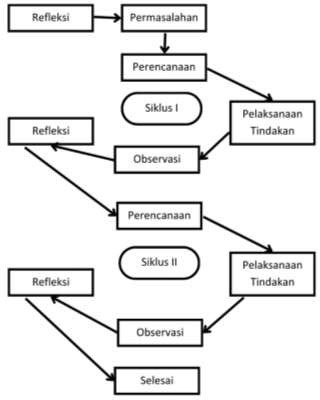 Refleksi
Permasalahan
Perencanaan
Siklus I
Pelaksanaan
Tindakan
Refleksi
Observasi
Perencanaan
Siklus II
Pelaksanaan
Tindakan
Refleksi
Observasi
Selesai